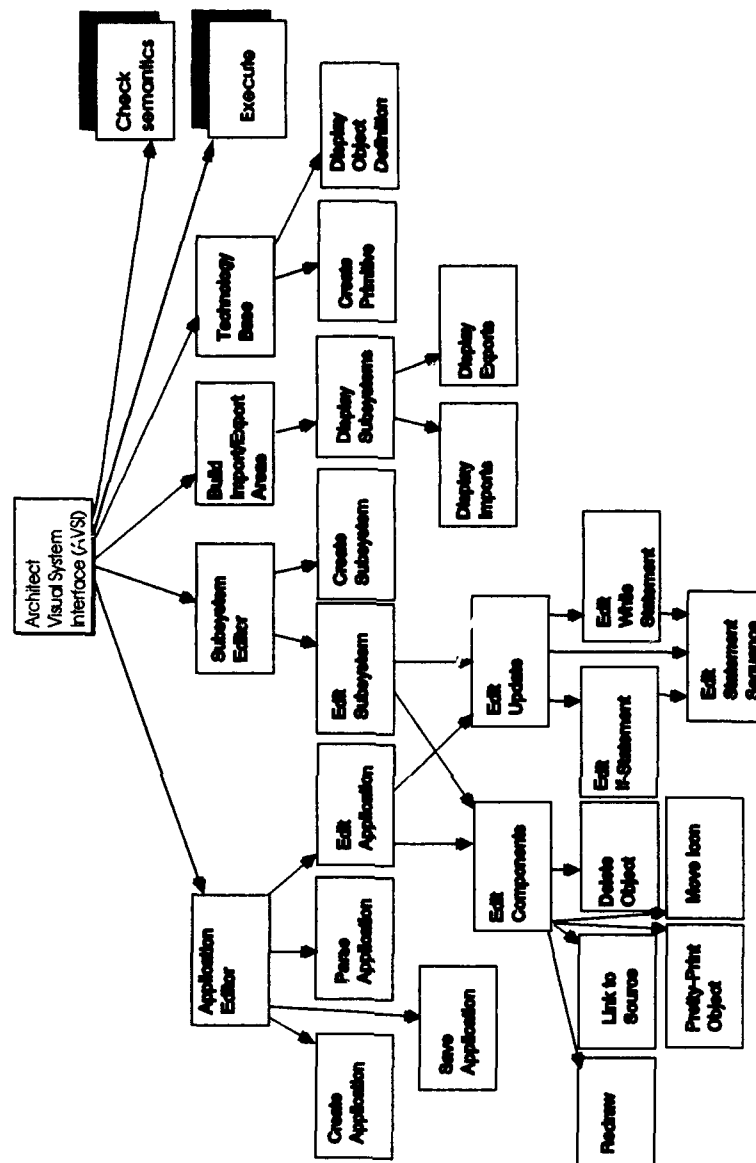 Architect
Visual System
Interface (AVSI)
Application
Editor
Subsystem
Editor
Build
Import/Export
Areas
Technology
Base
Execute
Check
semantics
Create
Application
Save
Application
Parse
Application
Edit
Application
Edit
Subsystem
Create
Subsystem
Display
Subsystems
Create
Primitive
Display
Object
Definition
Display
Imports
Display
Exports
Edit
Components
Edit
Update
Redraw
Link to
Source
Delete
Object
Pretty-Print
Object
Move Icon
Edit
If-Statement
Edit
While
Statement
Edit
Statement
Sequence